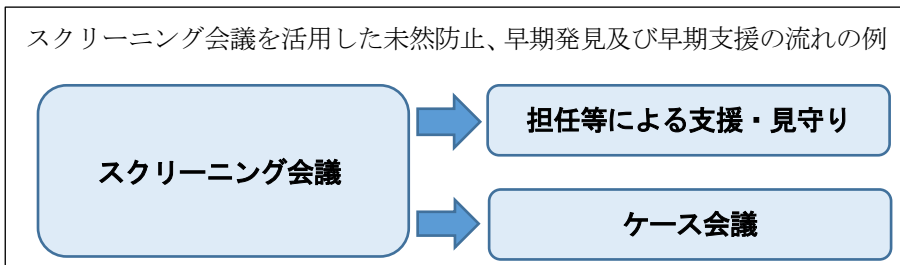 スクリーニング会議を活用した未然防止、早期発見及び早期支援の流れの例
スクリーニング会議
担任等による支援・見守り
ケース会議